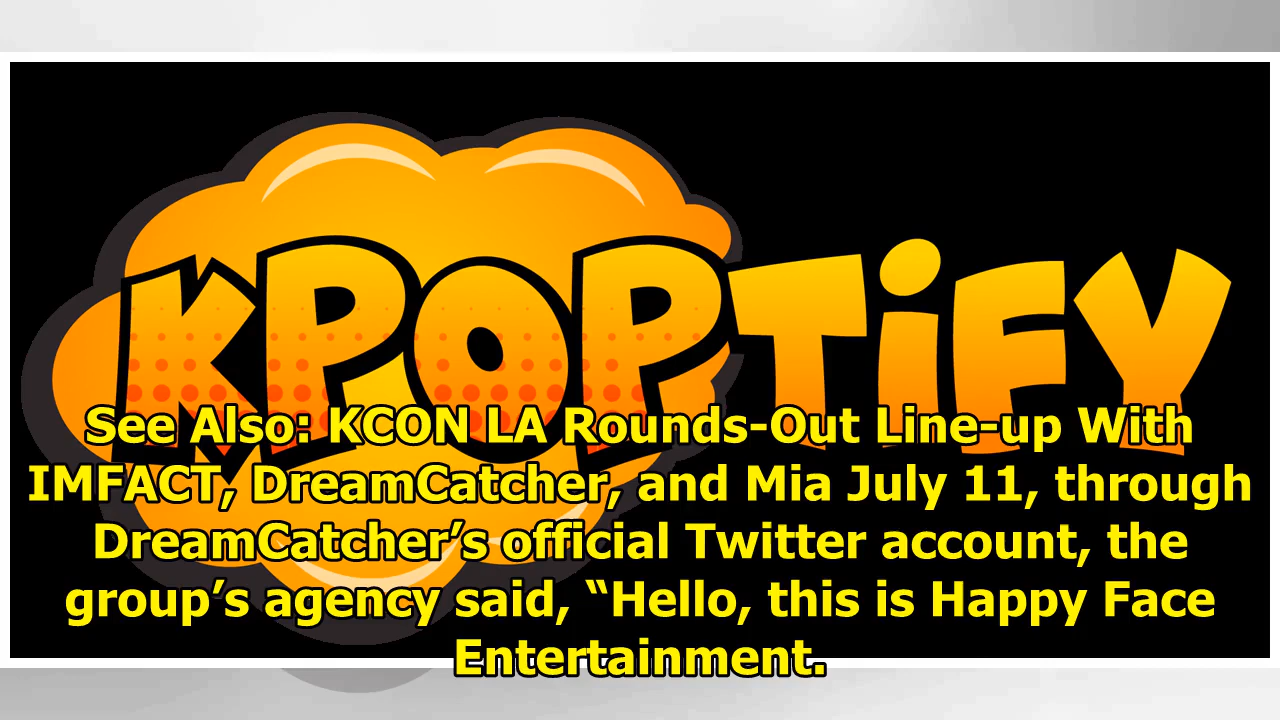 KPOPTiFY
See Also: KCON LA Rounds-Out Line-up With
IMFACT, DreamCatcher, and Mia July 11, through
DreamCatcher’s official Twitter account, the
group’s agency said, “Hello, this is Happy Face
Entertainment.